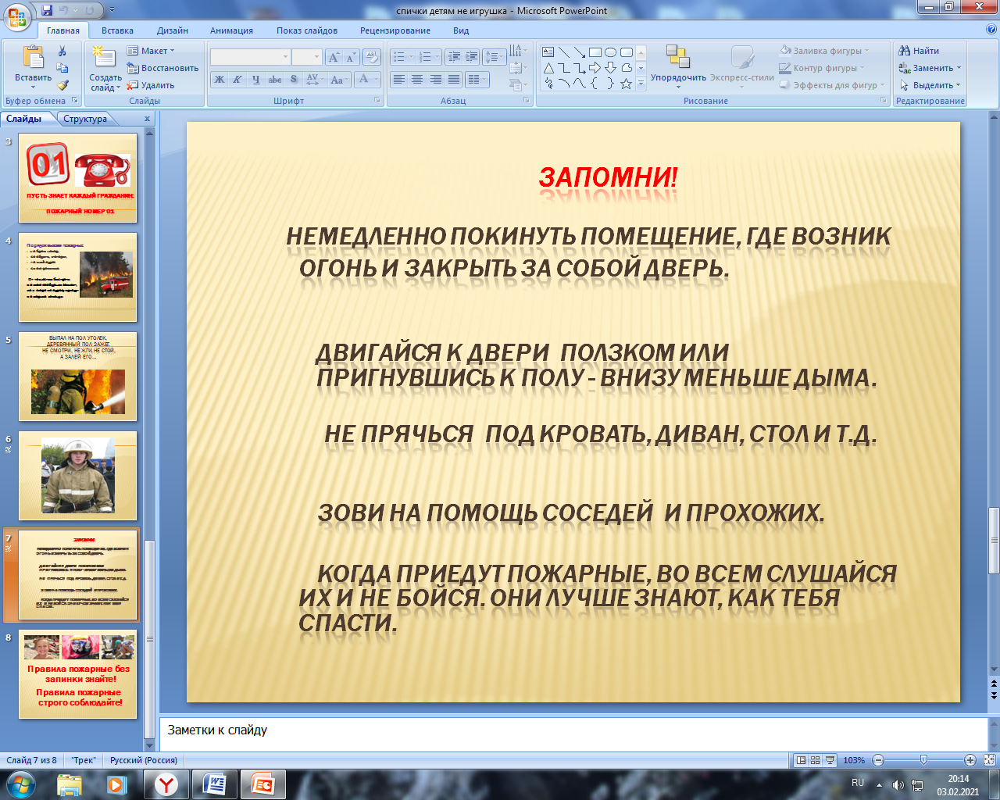 спички детям не игрушка - Microsoft PowerPoint
Главная
Вставка
Дизайн
Анимация
Показ слайдов
Рецензирование
Вид
Вставить
Буфер обмена
Создать слайд
Макет
Восстановить
Удалить
Слайды
Ж К Ч abc S AV Aa A
Шрифт
Абзац
Упорядочить
Экспресс-стили
Заливка фигуры
Контур фигуры
Эффекты для фигур
Рисование
Найти
Заменить
Выделить
Редактирование
Слайды
Структура
3
01
ПУСТЬ ЗНАЕТ КАЖДЫЙ ГРАЖДАНИН:
ПОЖАРНЫЙ НОМЕР 01
4
5
ВЫПАЛ НА ПОЛ УГОЛЕК,
ДЕРЕВЯННЫЙ ПОЛ ЗАЖЕГ.
НЕ СМОТРИ, НЕ ЖГИ, НЕ СТОЙ,
А ЗАЛЕЙ ЕГО...
6
7
8
Правила пожарные без
запинки знайте!
Правила пожарные
строго соблюдайте!
ЗАПОМНИ!
НЕМЕДЛЕННО ПОКИНУТЬ ПОМЕЩЕНИЕ, ГДЕ ВОЗНИК
ОГОНЬ И ЗАКРЫТЬ ЗА СОБОЙ ДВЕРЬ.
ДВИГАЙСЯ К ДВЕРИ ПОЛЗКОМ ИЛИ
ПРИГНУВШИСЬ К ПОЛУ - ВНИЗУ МЕНЬШЕ ДЫМА.
НЕ ПРЯЧЬСЯ ПОД КРОВАТЬ, ДИВАН, СТОЛ И Т.Д.
ЗОВИ НА ПОМОЩЬ СОСЕДЕЙ И ПРОХОЖИХ.
КОГДА ПРИЕДУТ ПОЖАРНЫЕ, ВО ВСЕМ СЛУШАЙСЯ
ИХ И НЕ БОЙСЯ. ОНИ ЛУЧШЕ ЗНАЮТ, КАК ТЕБЯ
СПАСТИ.
Заметки к слайду
Слайд 7 из 8
"Трек"
Русский (Россия)
103%
RU
20:14
03.02.2021